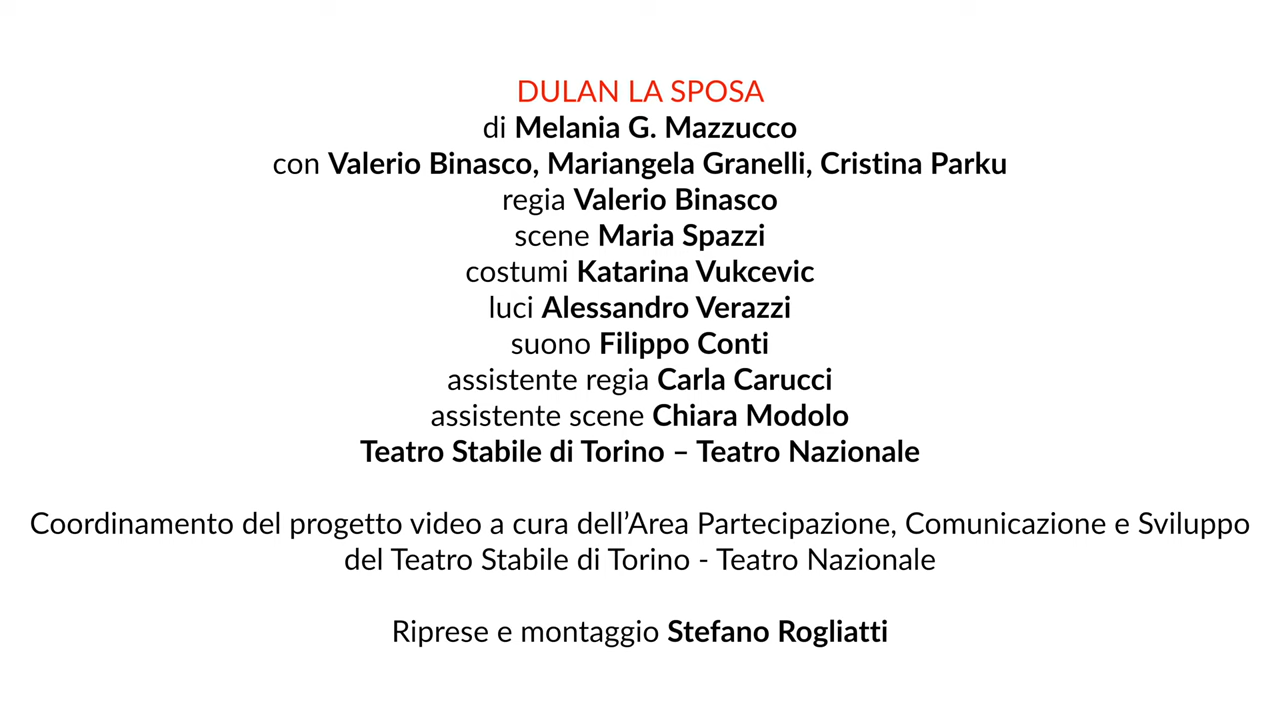 DULAN LA SPOSA
di Melania G. Mazzucco
con Valerio Binasco, Mariangela Granelli, Cristina Parku
regia Valerio Binasco
scene Maria Spazzi
costumi Katarina Vukcevic
luci Alessandro Verazzi
suono Filippo Conti
assistente regia Carla Carucci
assistente scene Chiara Modolo
Teatro Stabile di Torino – Teatro Nazionale
Coordinamento del progetto video a cura dell’Area Partecipazione, Comunicazione e Sviluppo
del Teatro Stabile di Torino - Teatro Nazionale
Riprese e montaggio Stefano Rogliatti